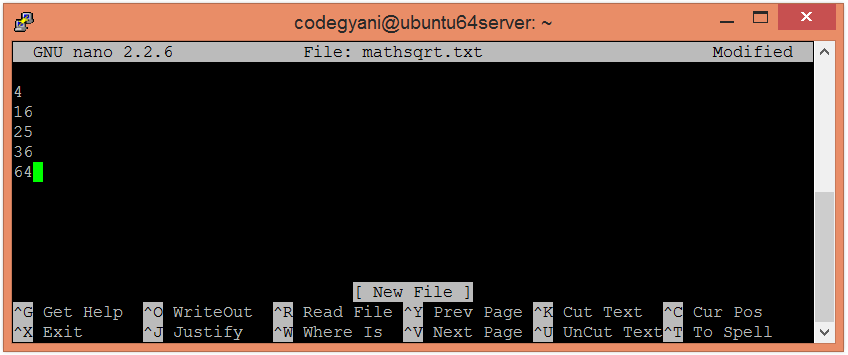 codegyani@ubuntu64server: ~
GNU nano 2.2.6 File: mathsqrt.txt Modified
4
16
25
36
64
[ New File ]
^G Get Help ^O WriteOut ^R Read File ^Y Prev Page ^K Cut Text ^C Cur Pos
^X Exit ^J Justify ^W Where Is ^V Next Page ^U UnCut Text ^T To Spell